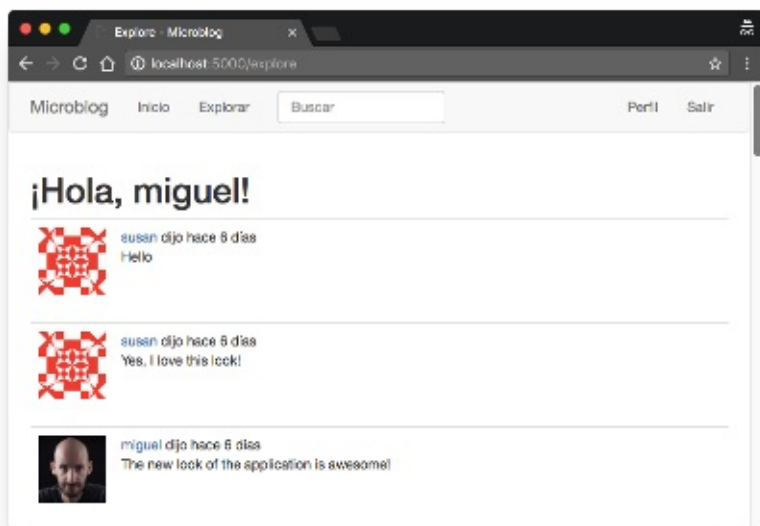 Explore - Microblog
localhost:5000/explore
Microblog Inicio Explorar Buscar Perfil Salir
¡Hola, miguel!
susan dijo hace 6 días
Hello
susan dijo hace 6 días
Yes, I love this look!
miguel dijo hace 6 días
The new look of the application is awesome!